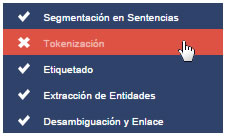 Segmentación en Sentencias
Tokenización
Etiquetado
Extracción de Entidades
Desambiguación y Enlace